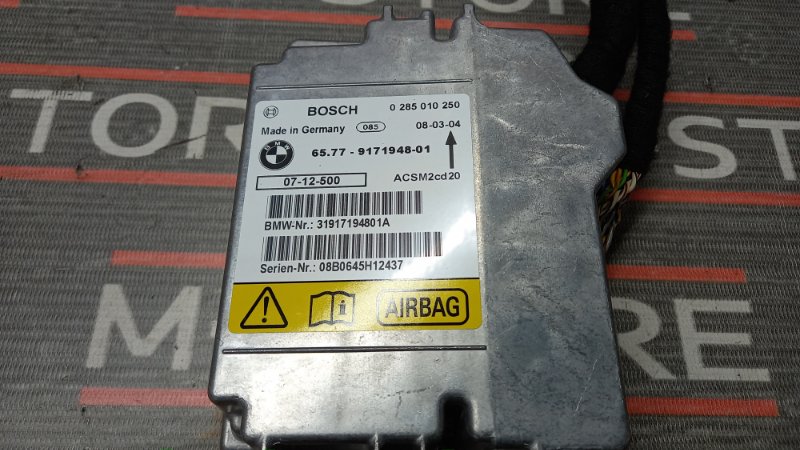 BOSCH 0 285 010 250
Made in Germany 085 08-03-04
BMW 65.77 - 9171948-01
07-12-500 ACSM2cd20
BMW-Nr.: 31917194801A
Serien-Nr.: 08B0645H12437
AIRBAG